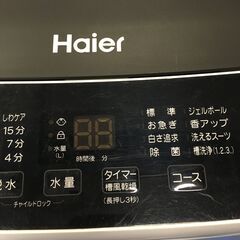 Haier
しわケア
15分
7分
4分
水量
(L)
88
時間後 分
標準
お急ぎ
白さ追求
除菌
ジェルボール
香アップ
洗えるスーツ
槽洗浄(1.2.3.)
水量
タイマー
槽風乾燥
(長押し3秒)
コース
チャイルドロック